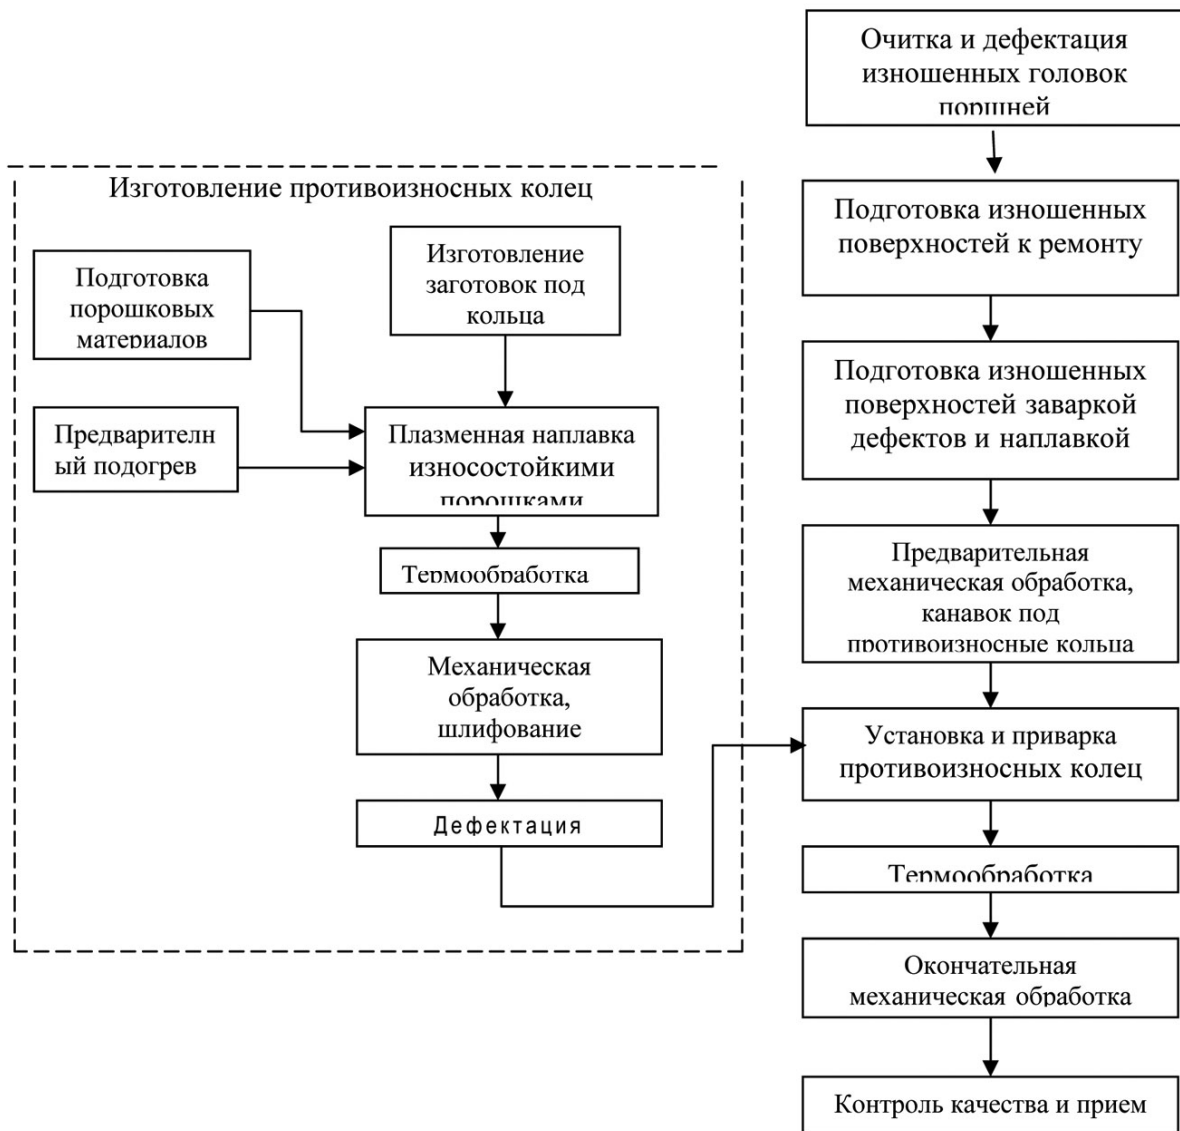 Очитка и дефектация
изношенных головок
поршней
Подготовка изношенных
поверхностей к ремонту
Подготовка изношенных
поверхностей заваркой
дефектов и наплавкой
Предварительная
механическая обработка,
канавок под
противоизносные кольца
Установка и приварка
противоизносных колец
Термообработка
Окончательная
механическая обработка
Контроль качества и прием
Изготовление противоизносных колец
Подготовка
порошковых
материалов
Изготовление
заготовок под
кольца
Предварителн
ый подогрев
Плазменная наплавка
износостойкими
порошками
Термообработка
Механическая
обработка,
шлифование
Дефектация